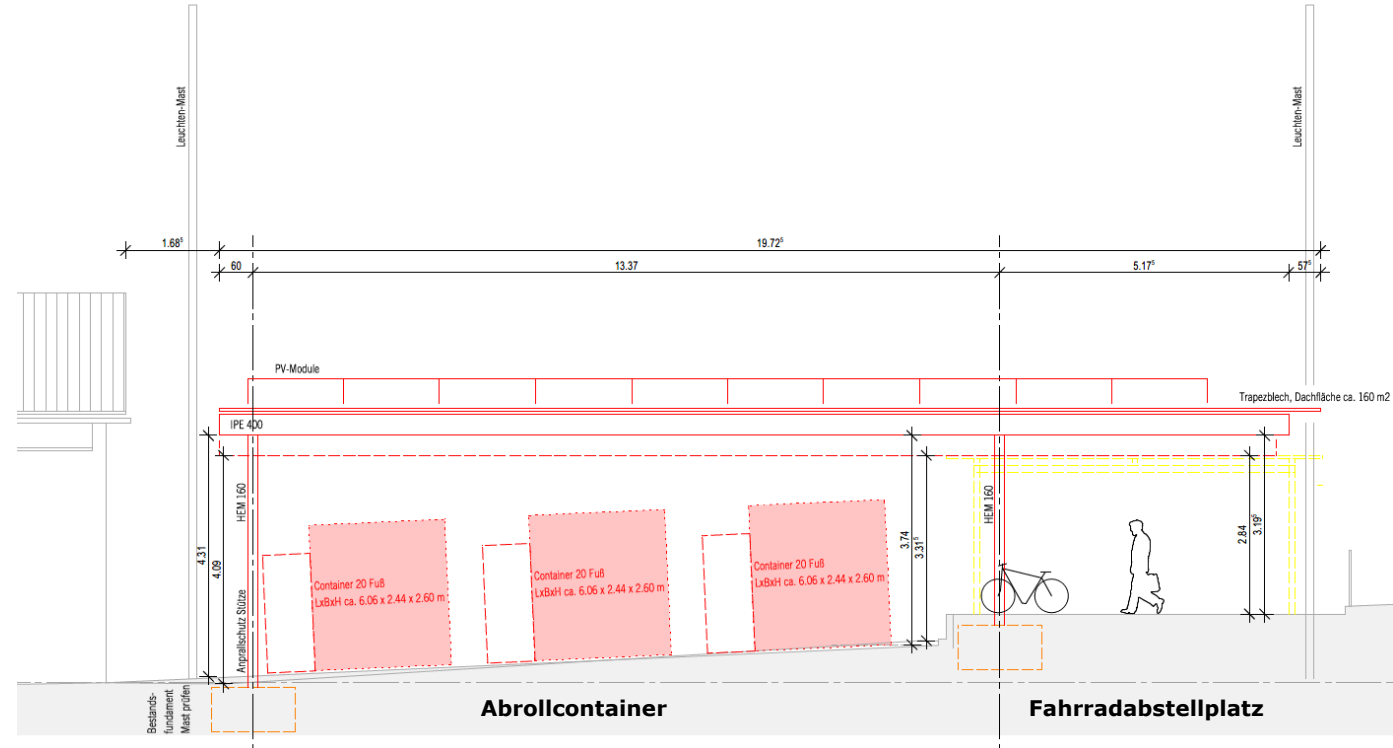 Leuchten-Mast
Leuchten-Mast
1.68⁵
19.72⁵
60
13.37
5.17⁵
57⁵
PV-Module
Trapezblech, Dachfläche ca. 160 m2
IPE 400
HEM 160
Anprallschutz Stütze
4.31
4.09
Container 20 Fuß
LxBxH ca. 6.06 x 2.44 x 2.60 m
Container 20 Fuß
LxBxH ca. 6.06 x 2.44 x 2.60 m
Container 20 Fuß
LxBxH ca. 6.06 x 2.44 x 2.60 m
3.74
3.31⁵
HEM 160
2.84
3.19⁵
Bestands-
fundament
Mast prüfen
Abrollcontainer
Fahrradabstellplatz